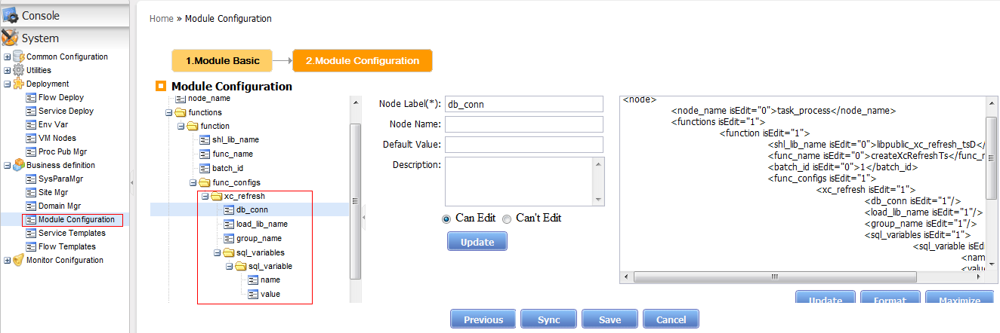 Console
System
Common Configuration
Utilities
Deployment
Flow Deploy
Service Deploy
Env Var
VM Nodes
Proc Pub Mgr
Business definition
SysParaMgr
Site Mgr
Domain Mgr
Module Configuration
Service Templates
Flow Templates
Monitor Conifguration
Home » Module Configuration
1.Module Basic
2.Module Configuration
Module Configuration
node_name
functions
function
shl_lib_name
func_name
batch_id
func_configs
xc_refresh
db_conn
load_lib_name
group_name
sql_variables
sql_variable
name
value
Node Label(*): db_conn
Node Name:
Default Value:
Description:
Can Edit Can't Edit
Update
<node>
<node_name isEdit="0">task_process</node_name>
<functions isEdit="1">
<function isEdit="1">
<shl_lib_name isEdit="0">libpublic_xc_refresh_tsD</
<func_name isEdit="0">createXcRefreshTs</func_r
<batch_id isEdit="0">1</batch_id>
<func_configs isEdit="1">
<xc_refresh isEdit="1">
<db_conn isEdit="1"/>
<load_lib_name isEdit="1"/>
<group_name isEdit="1"/>
<sql_variables isEdit="1">
<sql_variable isEdi
<nam
<value
Update Format Maximize
Previous Sync Save Cancel